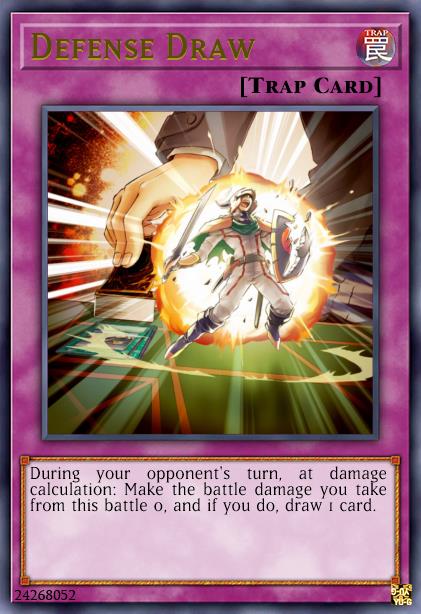 DEFENSE DRAW
TRAP
罠
[TRAP CARD]
During your opponent's turn, at damage
calculation: Make the battle damage you take
from this battle 0, and if you do, draw 1 card.
24268052